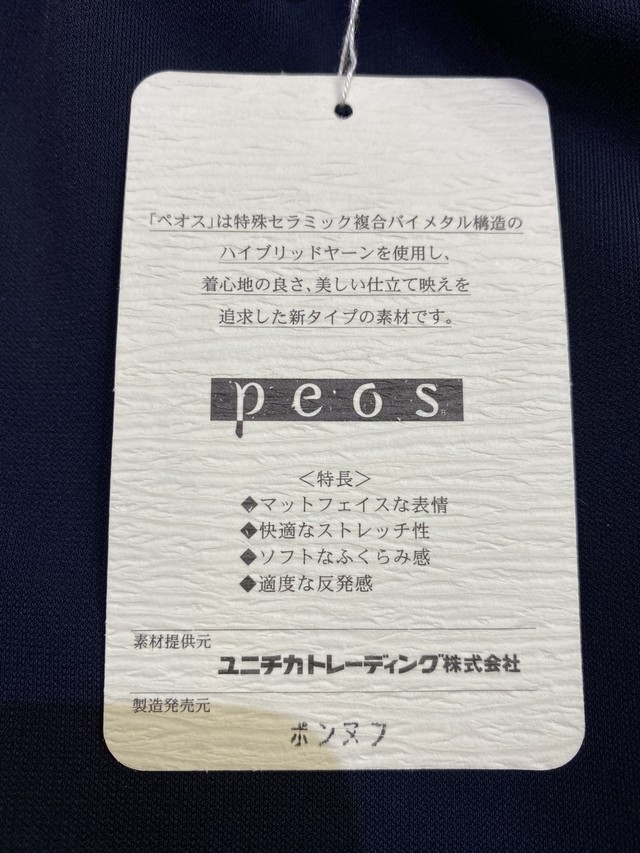 「ペオス」は特殊セラミック複合バイメタル構造の
ハイブリッドヤーンを使用し、
着心地の良さ、美しい仕立て映えを
追求した新タイプの素材です。
peos
＜特長＞
◆マットフェイスな表情
◆快適なストレッチ性
◆ソフトなふくらみ感
◆適度な反発感
素材提供元
ユニチカトレーディング株式会社
製造発売元
ポンヌフ